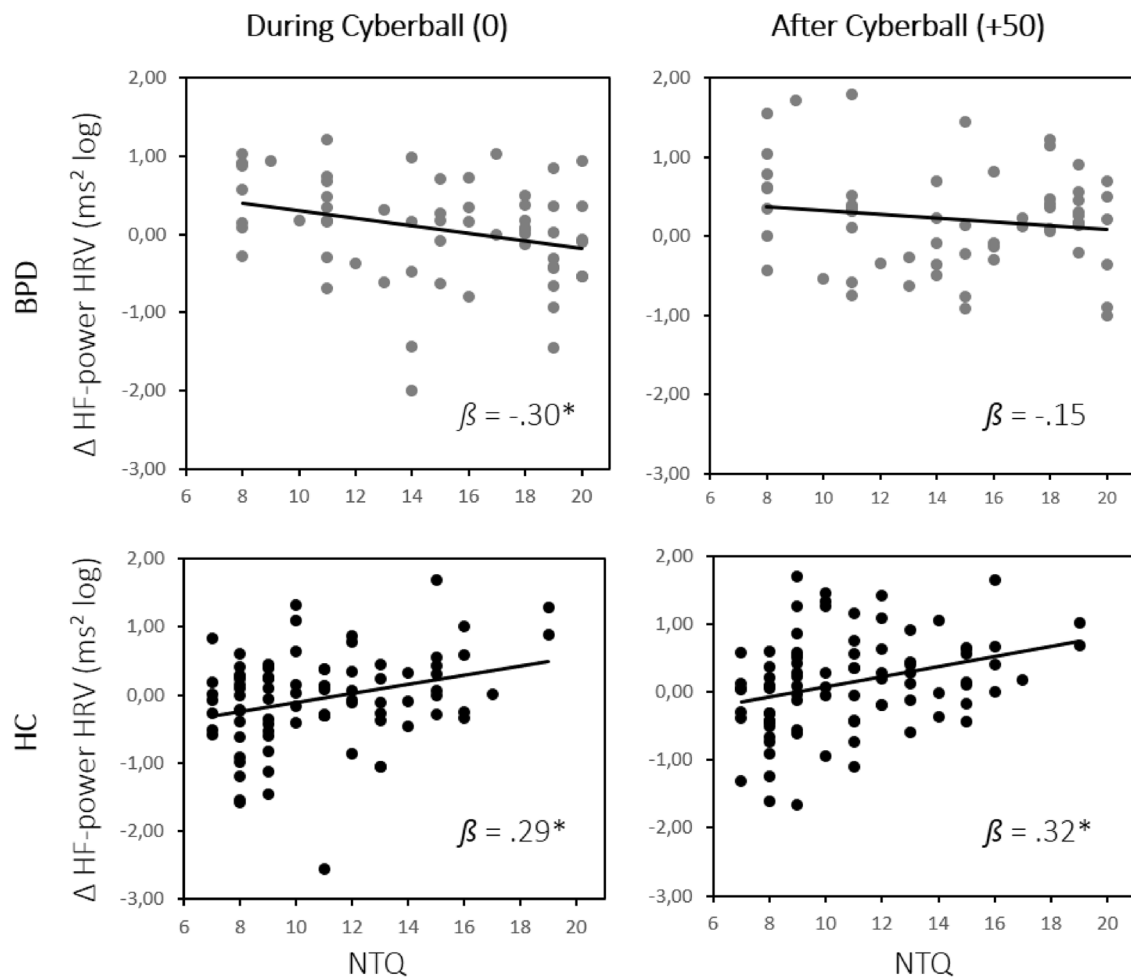 During Cyberball (0)
After Cyberball (+50)
BPD
Δ HF-power HRV (ms² log)
2,00
1,00
0,00
-1,00
-2,00
-3,00
6 8 10 12 14 16 18 20
ß = -.30*
2,00
1,00
0,00
-1,00
-2,00
-3,00
6 8 10 12 14 16 18 20
ß = -.15
HC
Δ HF-power HRV (ms² log)
2,00
1,00
0,00
-1,00
-2,00
-3,00
6 8 10 12 14 16 18 20
ß = .29*
NTQ
2,00
1,00
0,00
-1,00
-2,00
-3,00
6 8 10 12 14 16 18 20
ß = .32*
NTQ